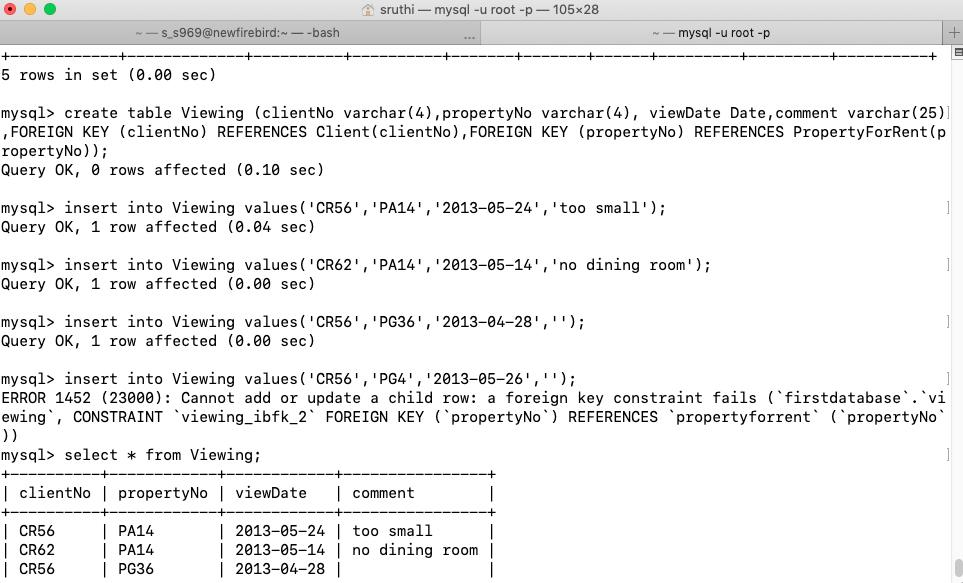 sruthi — mysql -u root -p — 105×28
~ — s_s969@newfirebird:~ — -bash ...
~ — mysql -u root -p +
+----------+------------+---------------+--------+----------+------+-------+------+---------+---------+----------+
5 rows in set (0.00 sec)
mysql> create table Viewing (clientNo varchar(4),propertyNo varchar(4), viewDate Date,comment varchar(25)
,FOREIGN KEY (clientNo) REFERENCES Client(clientNo),FOREIGN KEY (propertyNo) REFERENCES PropertyForRent(p
ropertyNo));
Query OK, 0 rows affected (0.10 sec)
mysql> insert into Viewing values('CR56','PA14','2013-05-24','too small');
Query OK, 1 row affected (0.04 sec)
mysql> insert into Viewing values('CR62','PA14','2013-05-14','no dining room');
Query OK, 1 row affected (0.00 sec)
mysql> insert into Viewing values('CR56','PG36','2013-04-28','');
Query OK, 1 row affected (0.00 sec)
mysql> insert into Viewing values('CR56','PG4','2013-05-26','');
ERROR 1452 (23000): Cannot add or update a child row: a foreign key constraint fails (`firstdatabase`.`vi
ewing`, CONSTRAINT `viewing_ibfk_2` FOREIGN KEY (`propertyNo`) REFERENCES `propertyforrent` (`propertyNo`
))
mysql> select * from Viewing;
+----------+------------+------------+----------------+
| clientNo | propertyNo | viewDate   | comment        |
+----------+------------+------------+----------------+
| CR56     | PA14       | 2013-05-24 | too small      |
| CR62     | PA14       | 2013-05-14 | no dining room |
| CR56     | PG36       | 2013-04-28 |                |